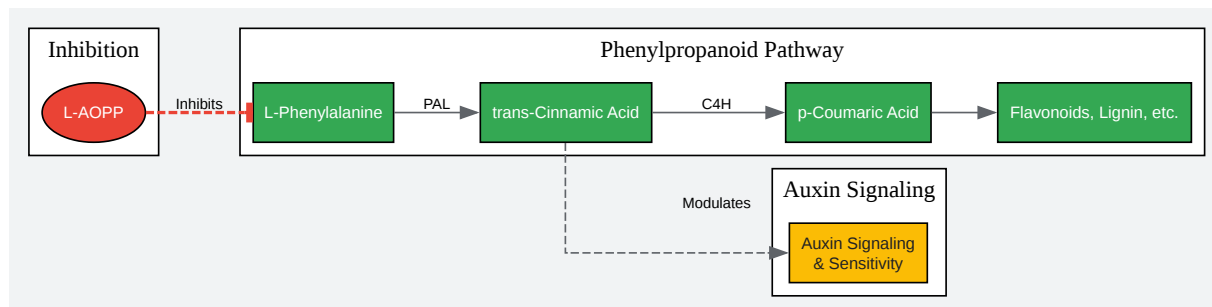 Inhibition
Phenylpropanoid Pathway
L-AOPP
Inhibits
L-Phenylalanine
PAL
trans-Cinnamic Acid
C4H
p-Coumaric Acid
Flavonoids, Lignin, etc.
Modulates
Auxin Signaling
Auxin Signaling
& Sensitivity